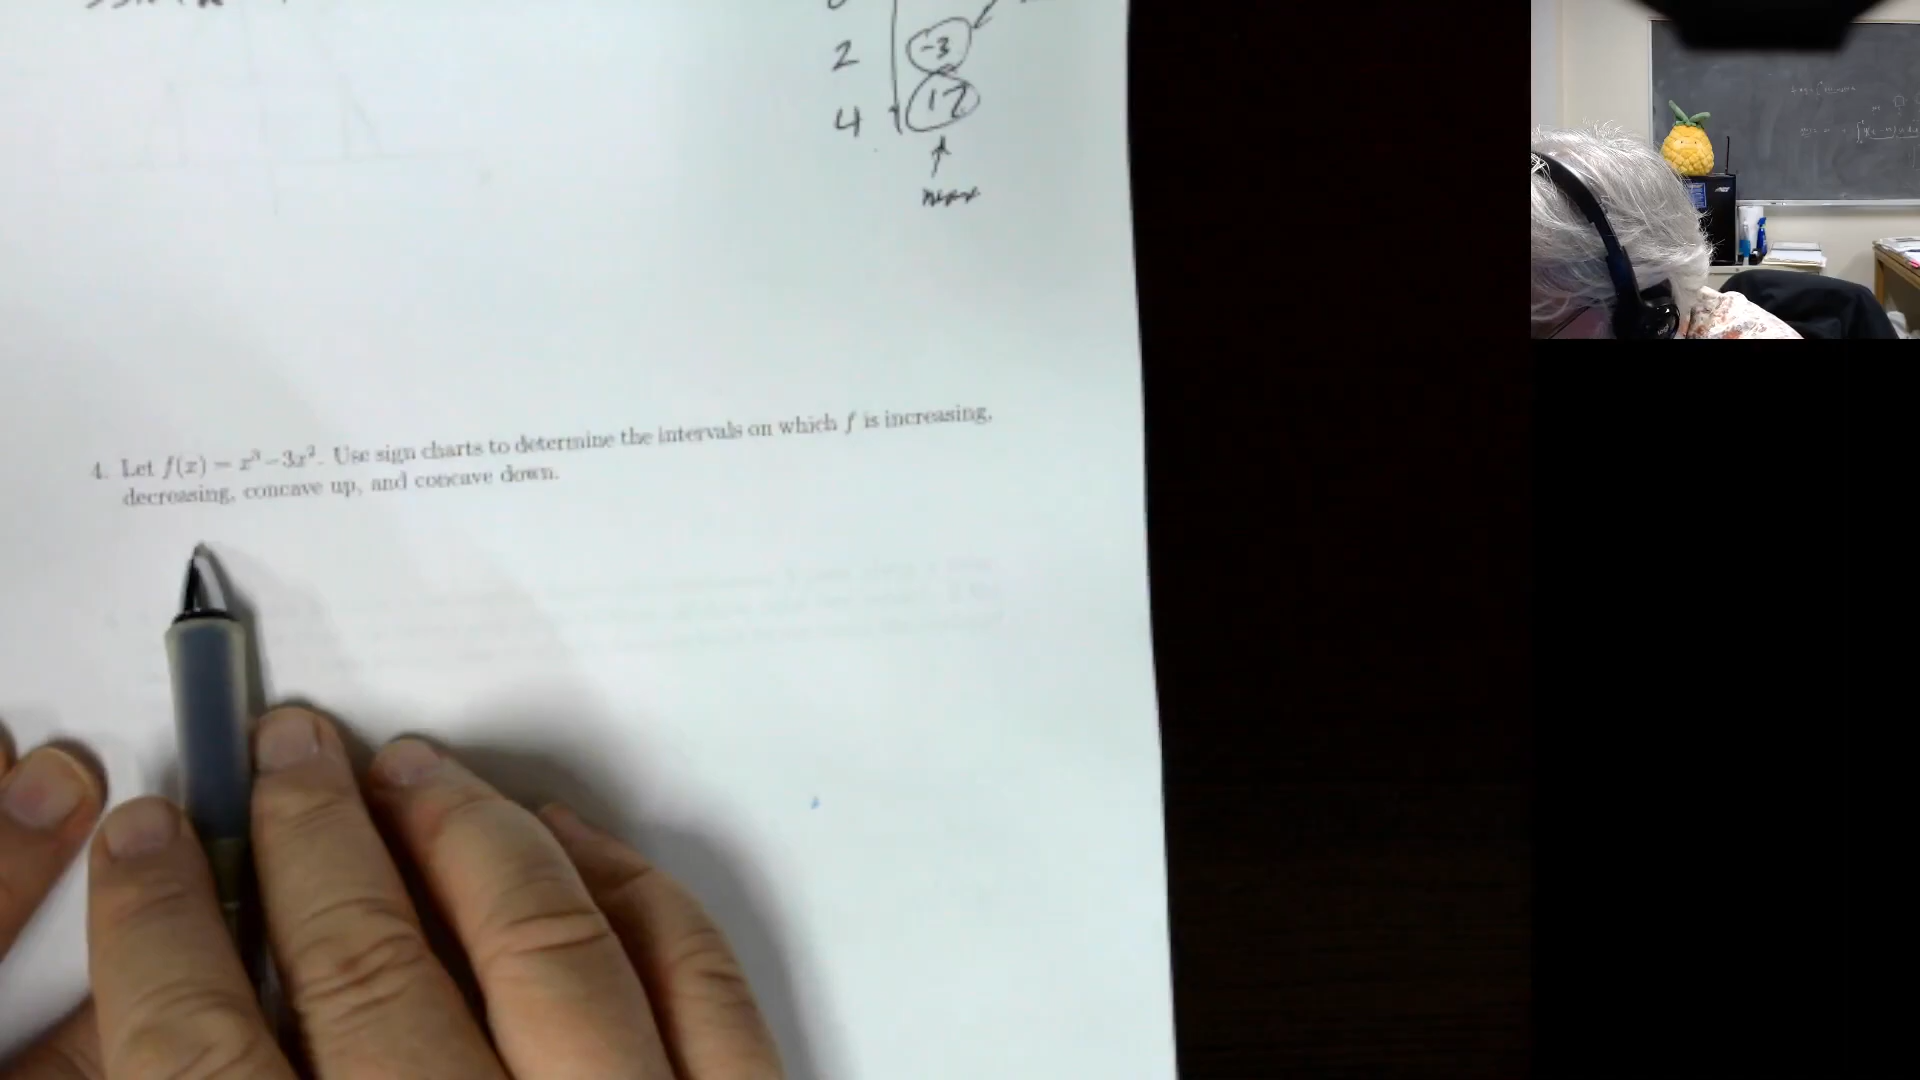 2 -3
4 17
max
4. Let f(x) = x³ − 3x². Use sign charts to determine the intervals on which f is increasing,
decreasing, concave up, and concave down.